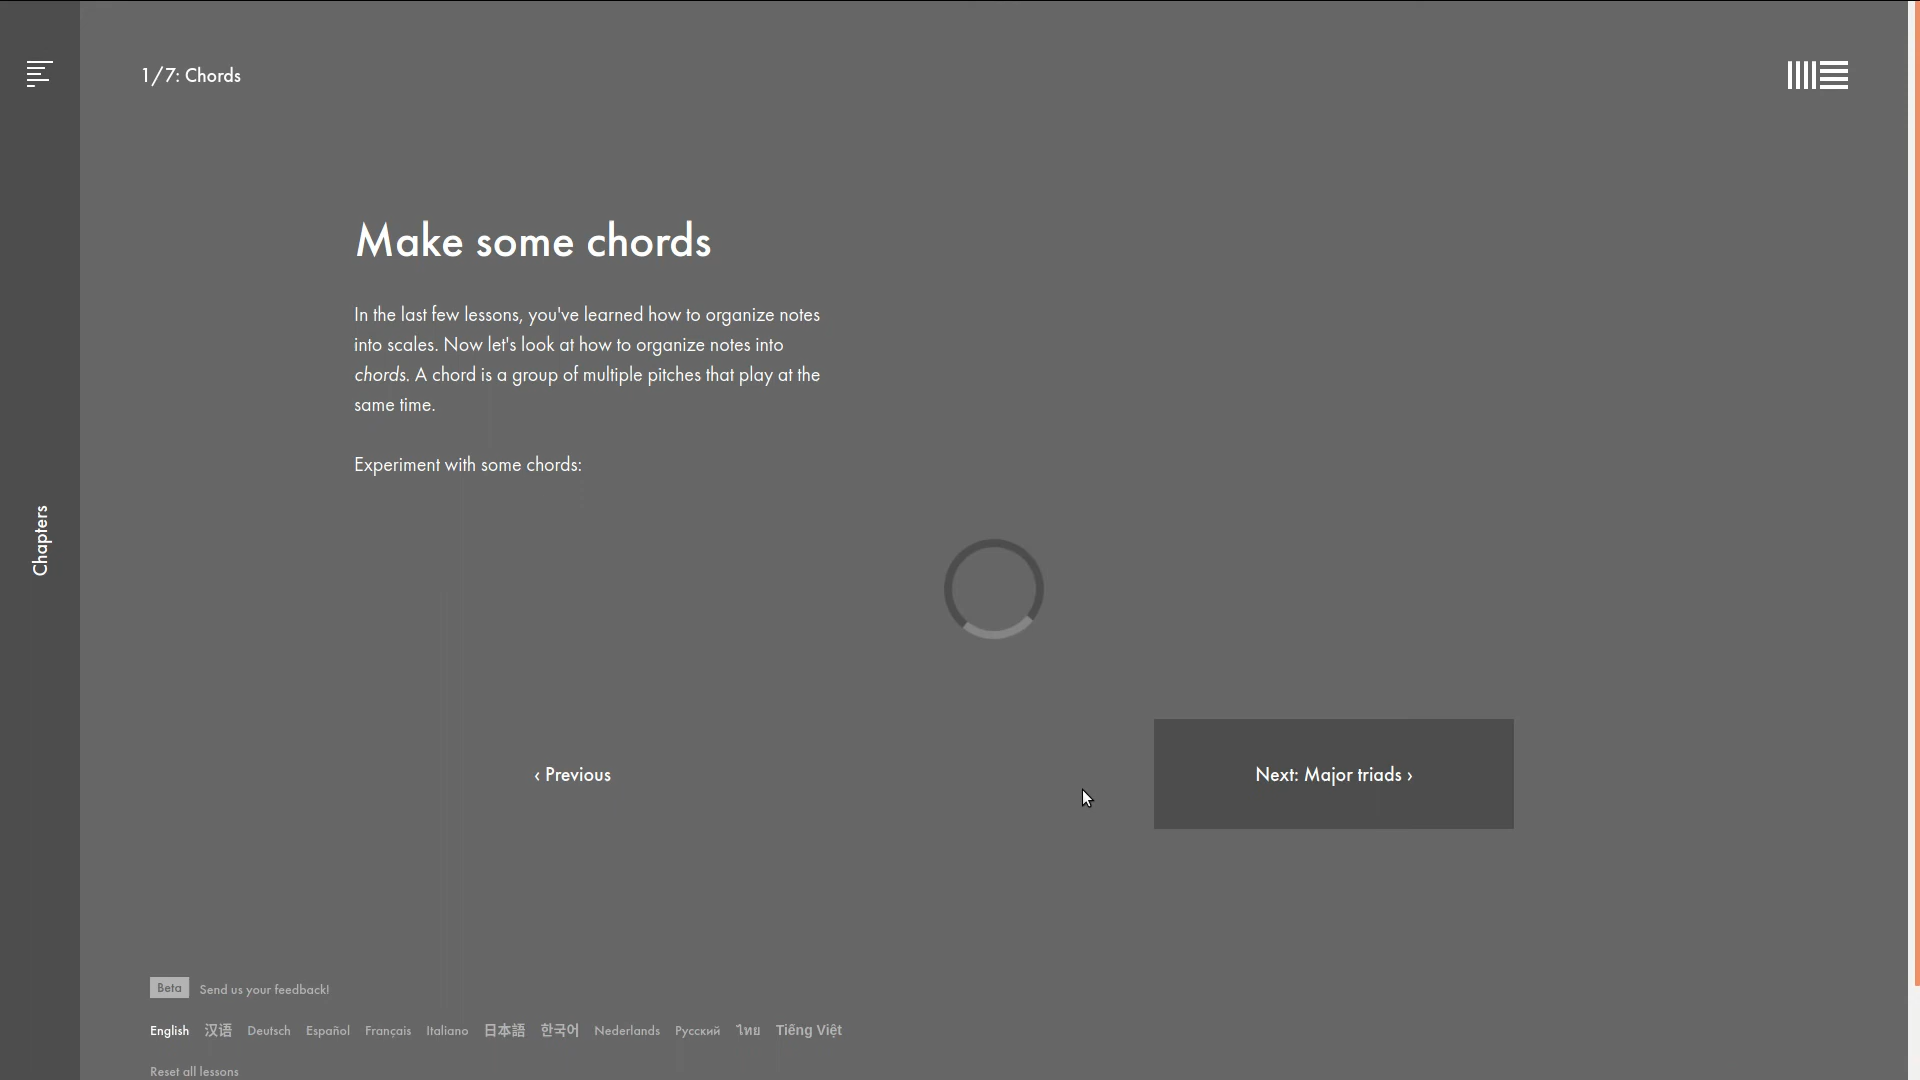 1/7: Chords
Make some chords
In the last few lessons, you've learned how to organize notes
into scales. Now let's look at how to organize notes into
chords. A chord is a group of multiple pitches that play at the
same time.
Experiment with some chords:
Chapters
‹ Previous
Next: Major triads ›
Beta Send us your feedback!
English 汉语 Deutsch Español Français Italiano 日本語 한국어 Nederlands Русский ไทย Tiếng Việt
Reset all lessons